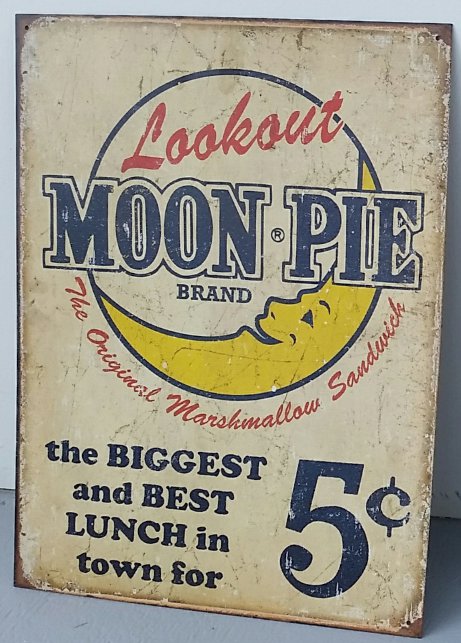 Lookout
MOON ® PIE
BRAND
The Original Marshmallow Sandwich
the BIGGEST
and BEST
LUNCH in
town for
5¢